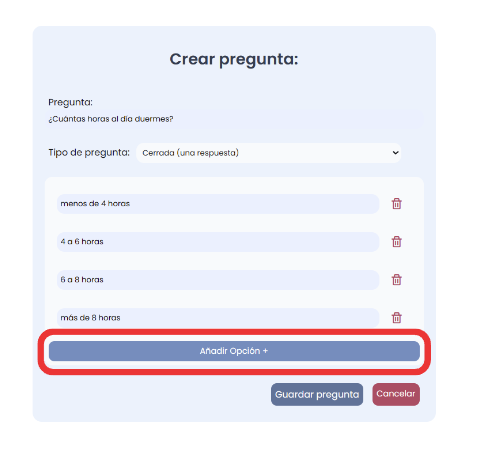 Crear pregunta:
Pregunta:
¿Cuántas horas al día duermes?
Tipo de pregunta: Cerrada (una respuesta)
menos de 4 horas
4 a 6 horas
6 a 8 horas
más de 8 horas
Añadir Opción +
Guardar pregunta Cancelar